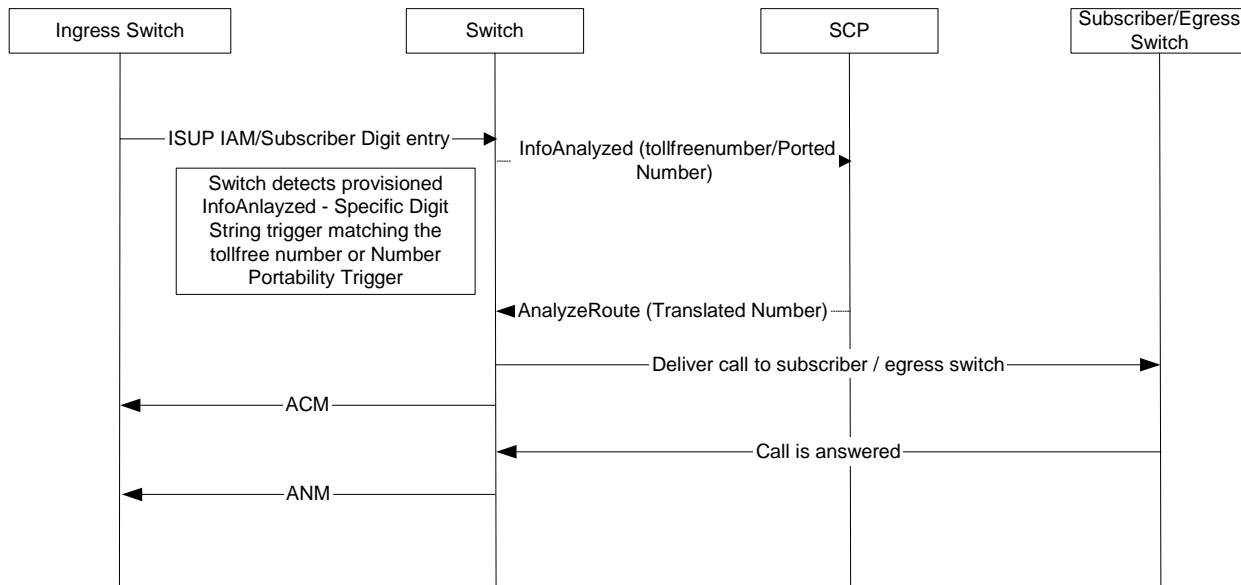 Ingress Switch
Switch
SCP
Subscriber/Egress
Switch
ISUP IAM/Subscriber Digit entry
InfoAnalyzed (tollfreenumber/Ported
Number)
Switch detects provisioned
InfoAnlayzed - Specific Digit
String trigger matching the
tollfree number or Number
Portability Trigger
AnalyzeRoute (Translated Number)
Deliver call to subscriber / egress switch
ACM
Call is answered
ANM